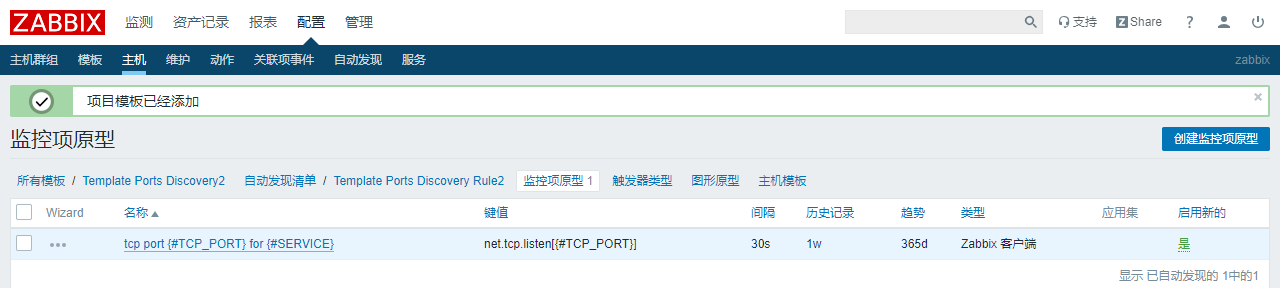 ZABBIX 监测 资产记录 报表 配置 管理 支持 Z Share ?
主机群组 模板 主机 维护 动作 关联项事件 自动发现 服务 zabbix
项目模板已经添加 ×
监控项原型 创建监控项原型
所有模板 / Template Ports Discovery2 自动发现清单 / Template Ports Discovery Rule2 监控项原型 1 触发器类型 图形原型 主机模板
Wizard 名称 键值 间隔 历史记录 趋势 类型 应用集 启用新的
tcp port {#TCP_PORT} for {#SERVICE} net.tcp.listen[{#TCP_PORT}] 30s 1w 365d Zabbix 客户端 是
显示 已自动发现的 1中的1